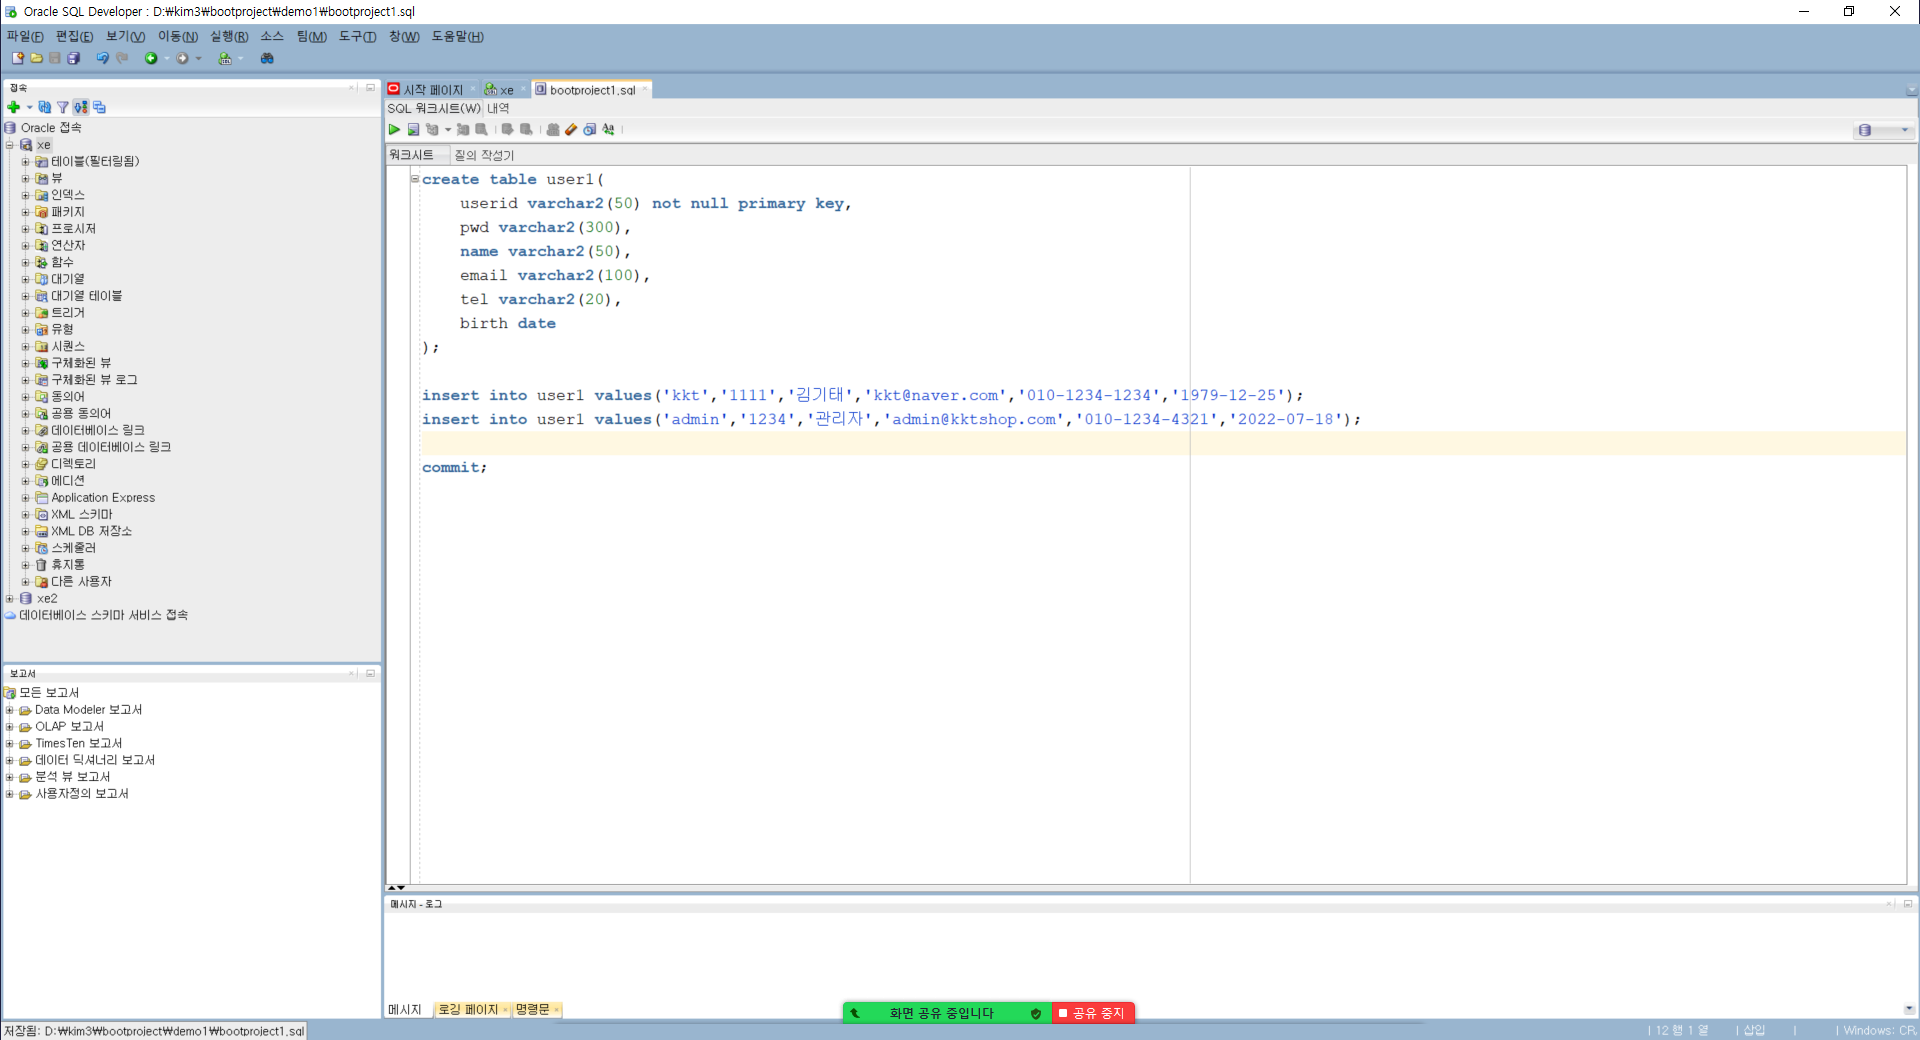 Oracle SQL Developer : D:₩kim3₩bootproject₩demo1₩bootproject1.sql
파일(F) 편집(E) 보기(V) 이동(N) 실행(R) 소스 팀(M) 도구(T) 창(W) 도움말(H)
접속
Oracle 접속
xe
테이블(필터링됨)
뷰
인덱스
패키지
프로시저
연산자
함수
대기열
대기열 테이블
트리거
유형
시퀀스
구체화된 뷰
구체화된 뷰 로그
동의어
공용 동의어
데이터베이스 링크
공용 데이터베이스 링크
디렉토리
에디션
Application Express
XML 스키마
XML DB 저장소
스케줄러
휴지통
다른 사용자
xe2
데이터베이스 스키마 서비스 접속
보고서
모든 보고서
Data Modeler 보고서
OLAP 보고서
TimesTen 보고서
데이터 딕셔너리 보고서
분석 뷰 보고서
사용자정의 보고서
시작 페이지 xe bootproject1.sql
SQL 워크시트(W) 내역
워크시트 질의 작성기
create table user1(
userid varchar2(50) not null primary key,
pwd varchar2(300),
name varchar2(50),
email varchar2(100),
tel varchar2(20),
birth date
);
insert into user1 values('kkt','1111','김기태','kkt@naver.com','010-1234-1234','1979-12-25');
insert into user1 values('admin','1234','관리자','admin@kktshop.com','010-1234-4321','2022-07-18');
commit;
메시지 - 로그
메시지 로깅 페이지 명령문
화면 공유 중입니다 공유 중지
저장됨: D:₩kim3₩bootproject₩demo1₩bootproject1.sql
12 행 1 열 삽입 Windows: CR